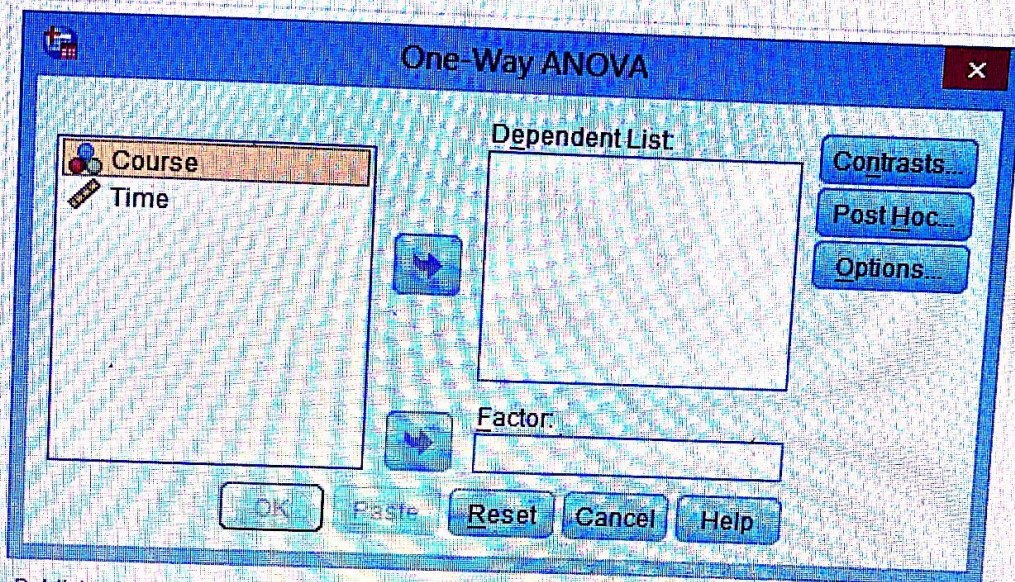 One-Way ANOVA
Course
Time
Dependent List:
Contrasts...
Post Hoc...
Options...
Factor:
OK
Paste
Reset
Cancel
Help